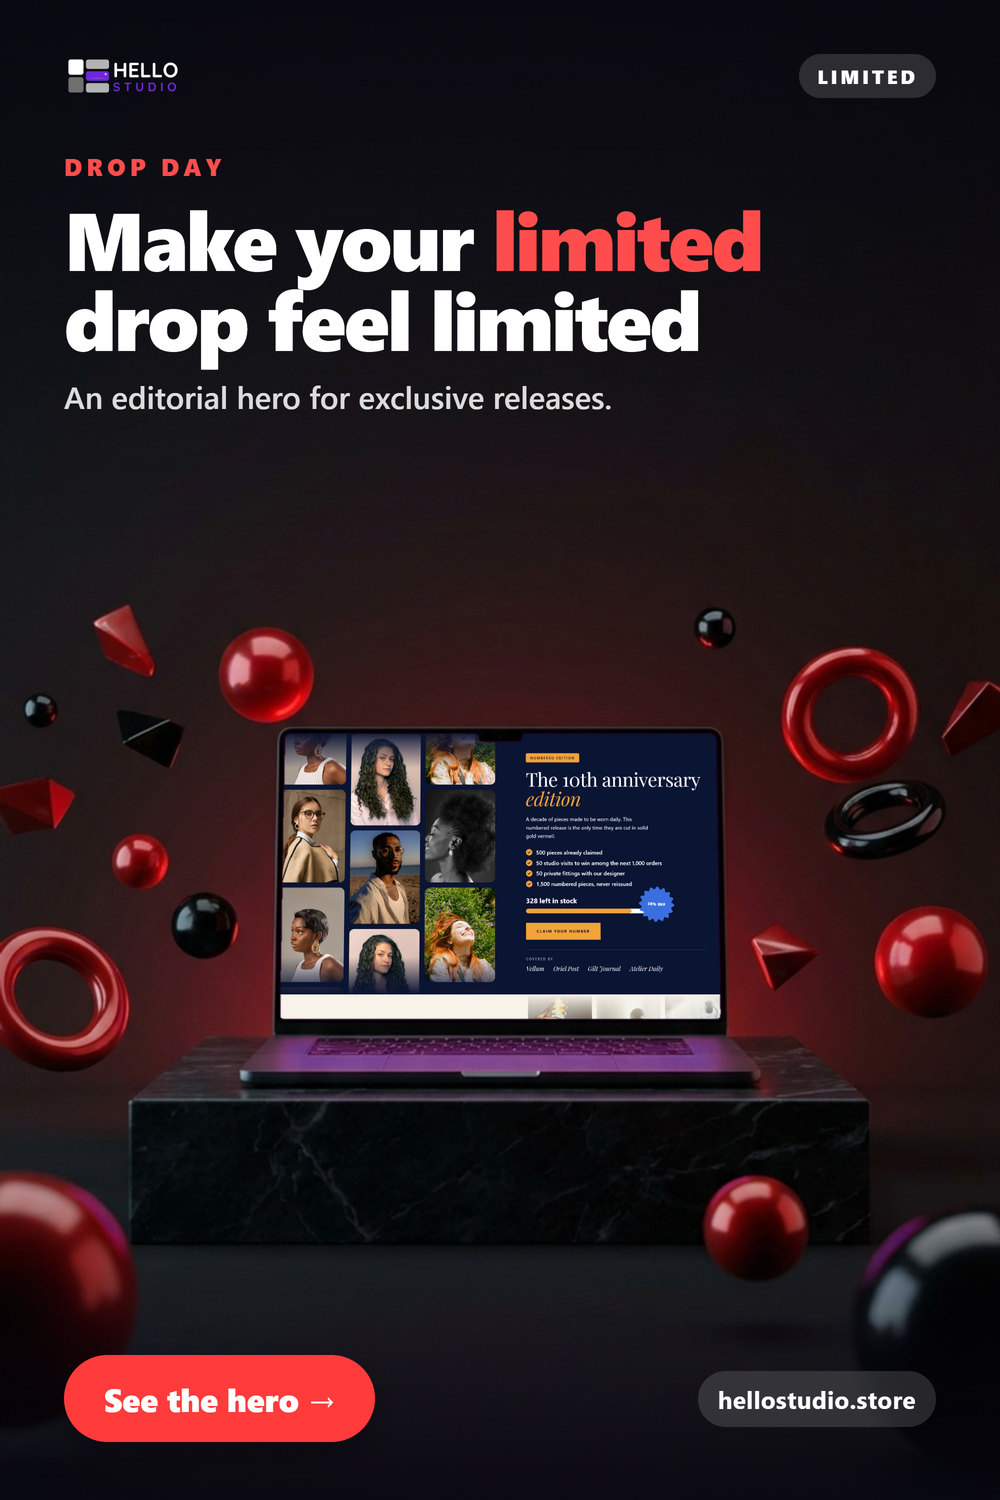 HELLO
STUDIO
LIMITED
DROP DAY
Make your limited
drop feel limited
An editorial hero for exclusive releases.
NUMBERED EDITION
The 10th anniversary
edition
A decade of pieces made to be worn daily. This
numbered release is the only time they are cut in solid
gold vermeil.
500 pieces already claimed
50 studio visits to win among the next 1,000 orders
50 private fittings with our designer
1,500 numbered pieces, never reissued
328 left in stock
20% OFF
CLAIM YOUR NUMBER
COVERED BY
Vellum Oriel Post Gilt Journal Atelier Daily
See the hero →
hellostudio.store